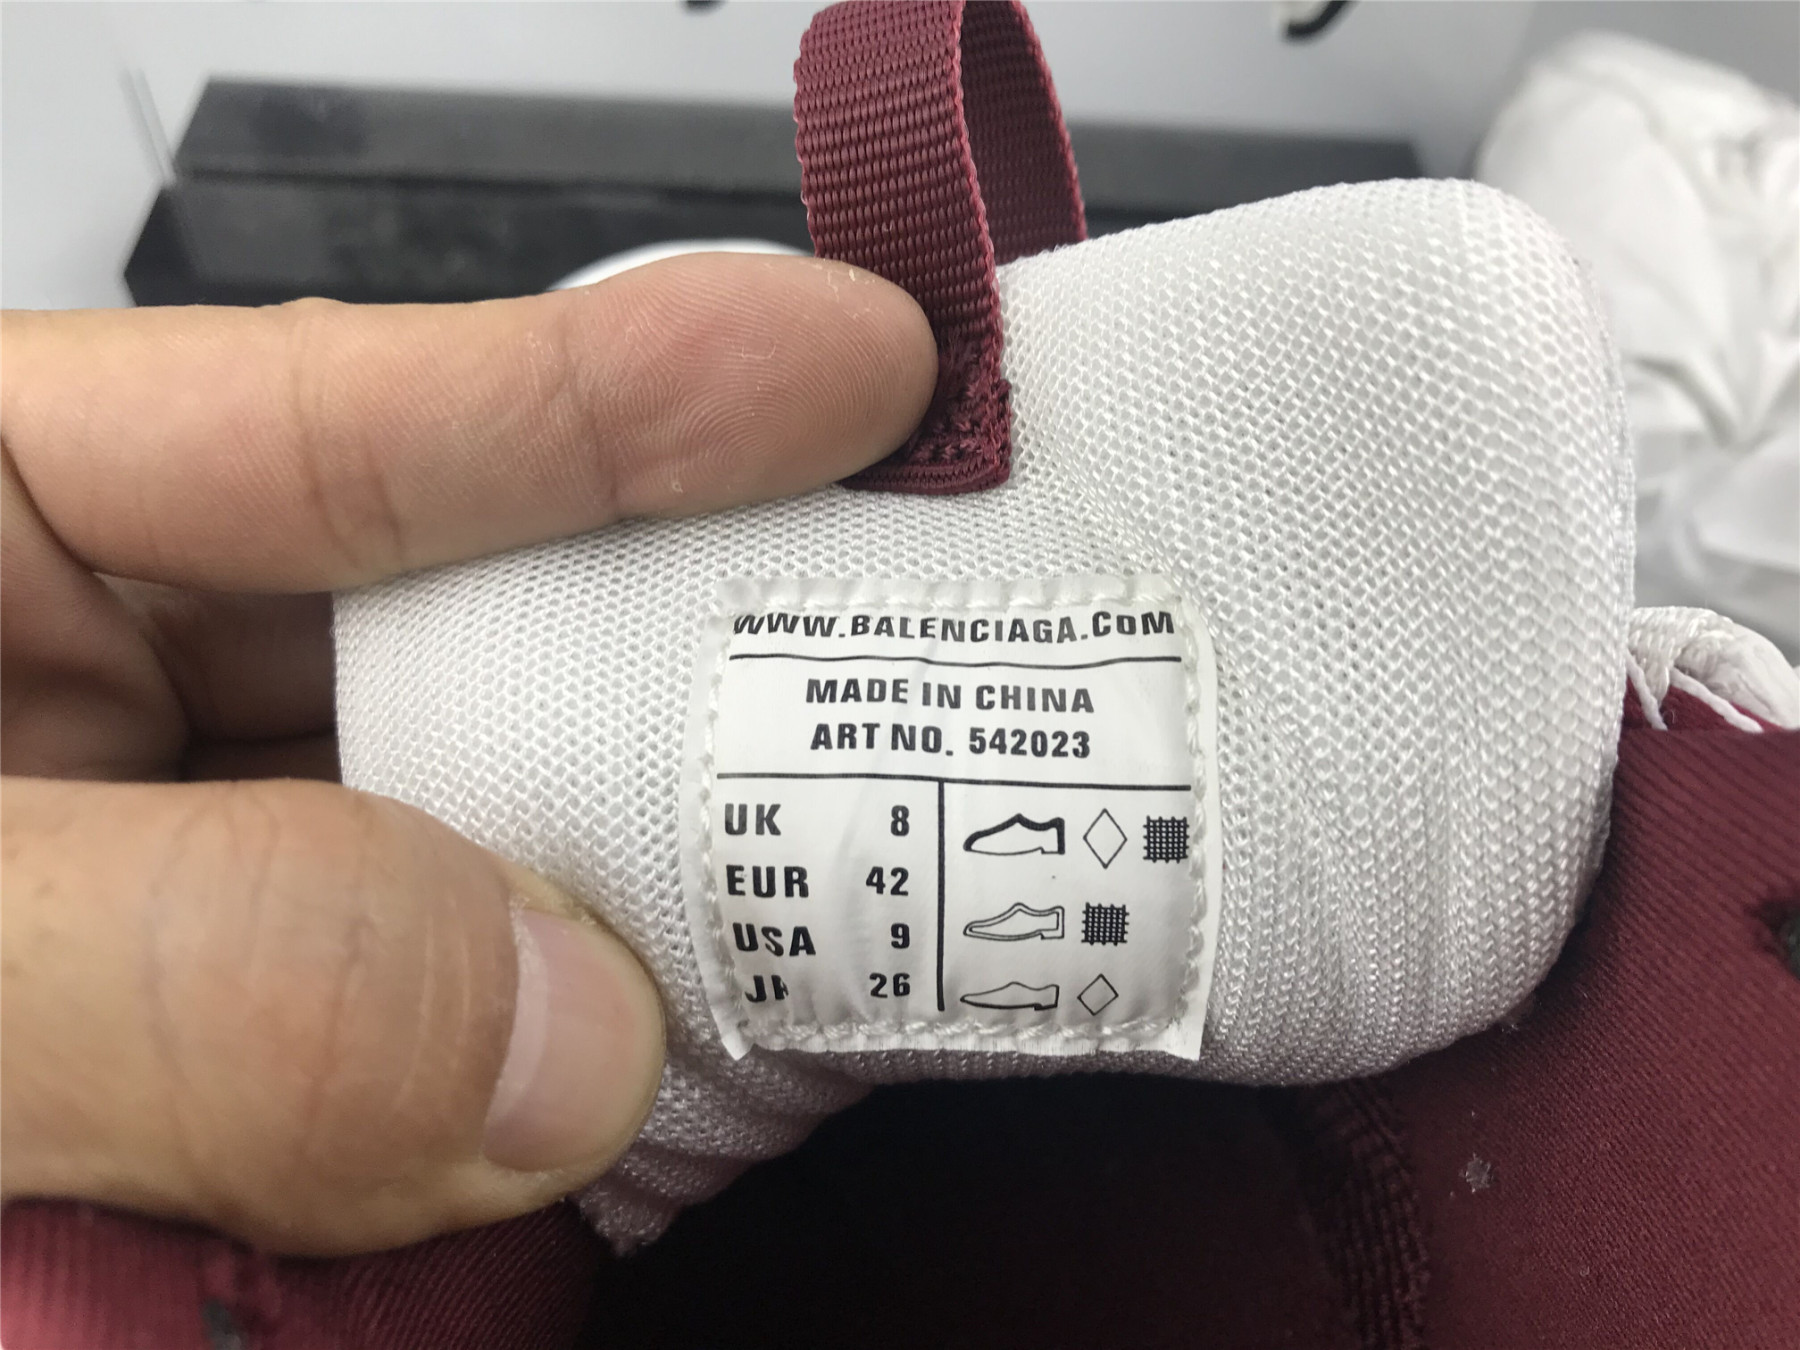 WWW.BALENCIAGA.COM
MADE IN CHINA
ART NO. 542023
UK 8
EUR 42
USA 9
26